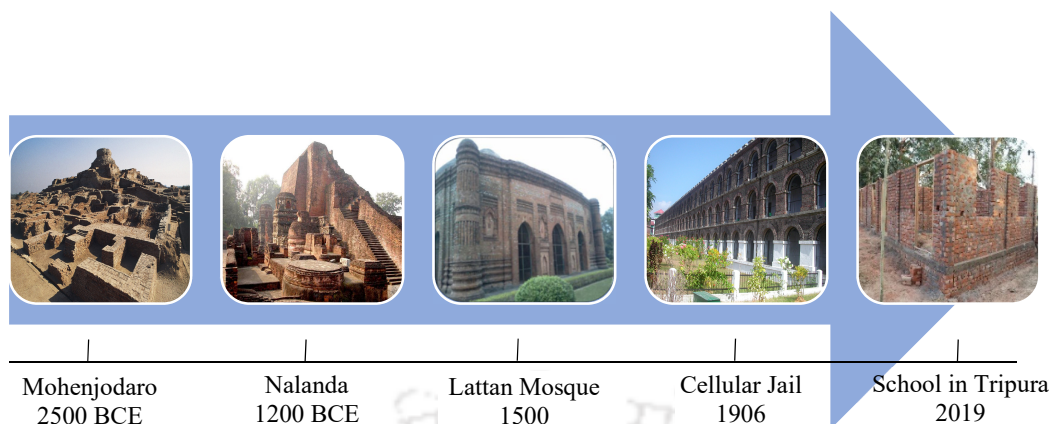 Mohenjodaro
2500 BCE
Nalanda
1200 BCE
Lattan Mosque
1500
Cellular Jail
1906
School in Tripura
2019